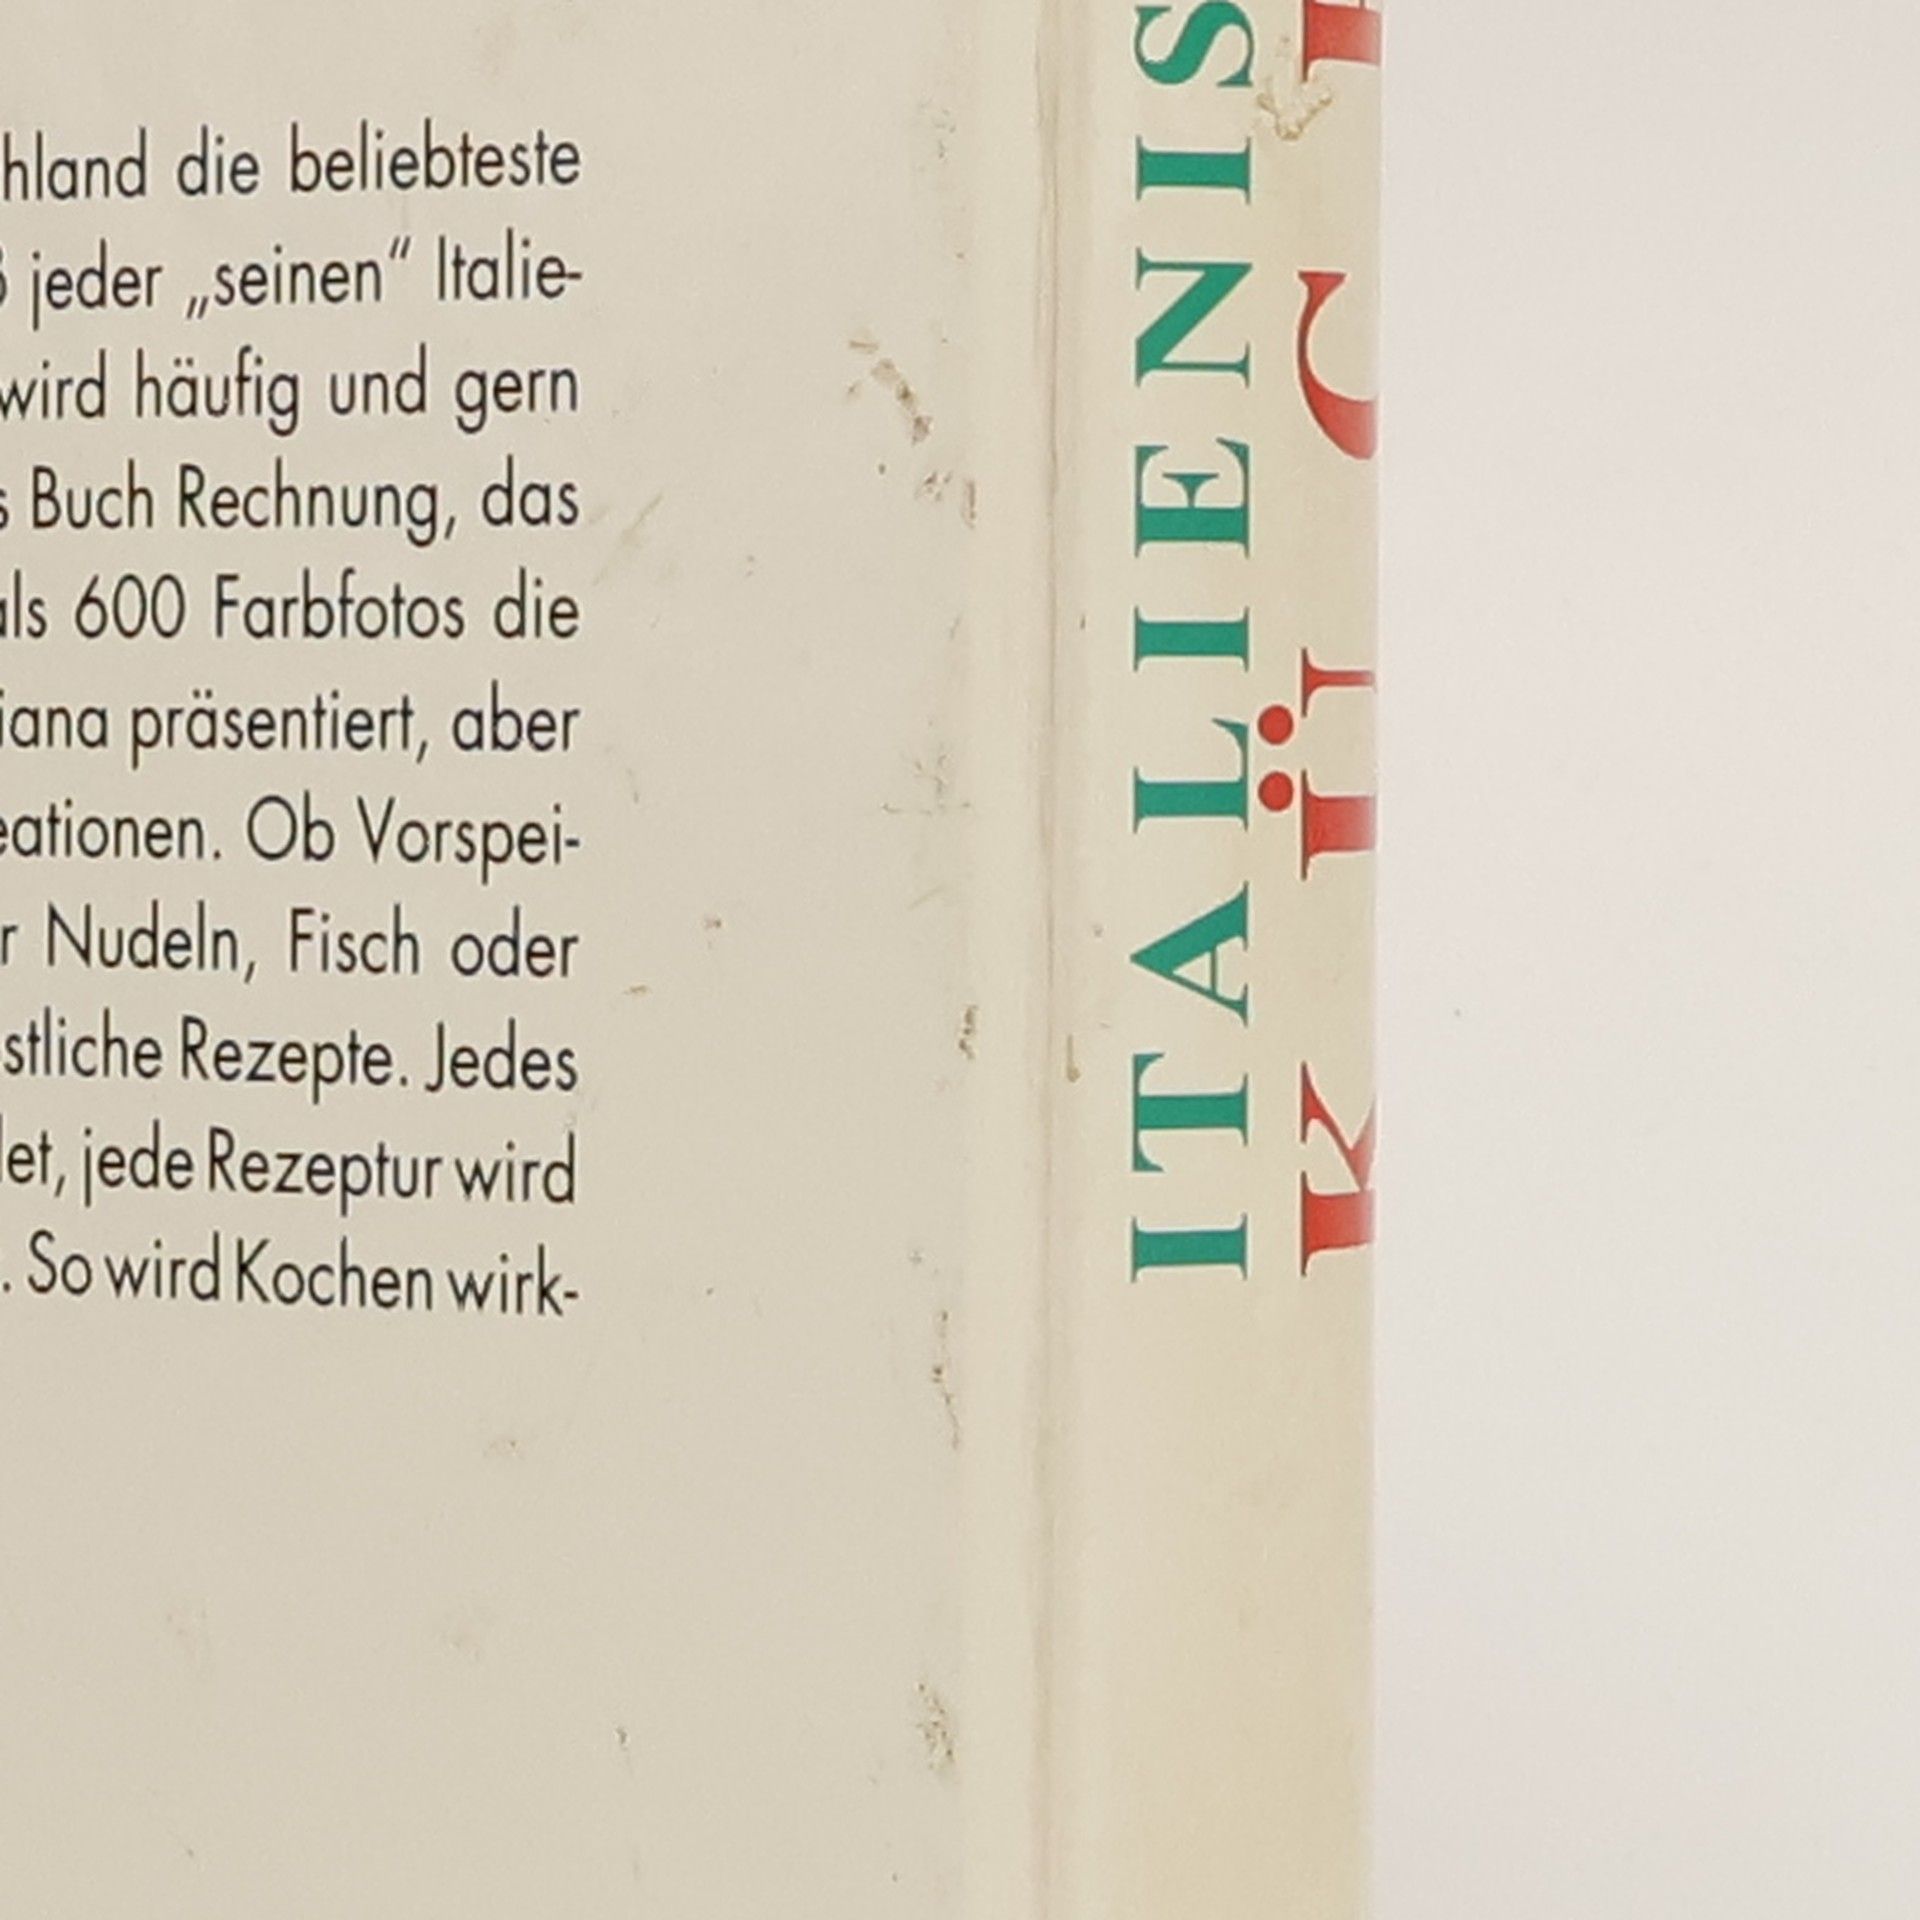 hland die beliebteste
jeder „seinen“ Italie-
wird häufig und gern
s Buch Rechnung, das
als 600 Farbfotos die
iana präsentiert, aber
eationen. Ob Vorspei-
r Nudeln, Fisch oder
stliche Rezepte. Jedes
let, jede Rezeptur wird
. So wird Kochen wirk-
ITALIENIS
KÜC